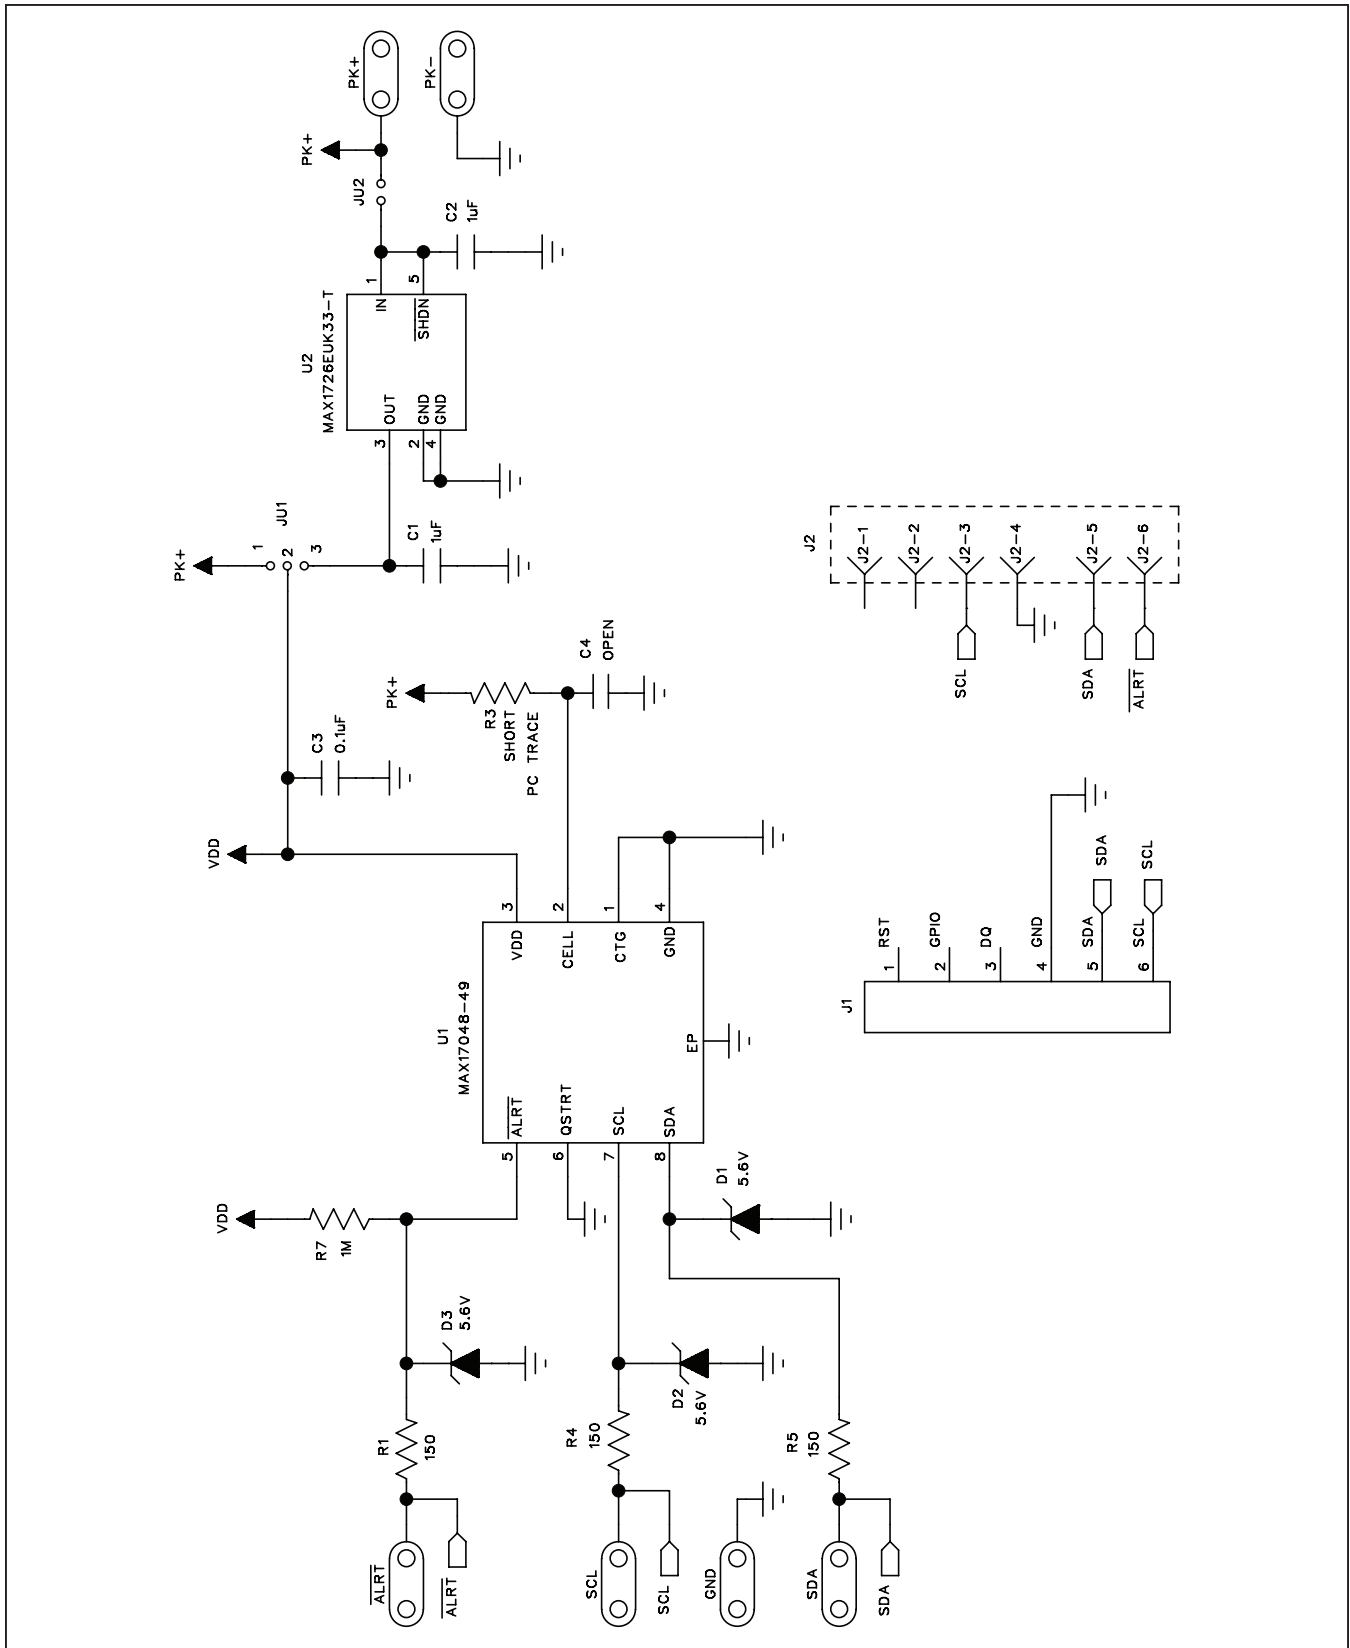 ALRT
ALRT
R1
150
D3
5.6V
R7
1M
VDD
SCL
SCL
R4
150
D2
5.6V
GND
SDA
SDA
R5
150
D1
5.6V
U1
MAX17048-49
5
ALRT
6
QSTRT
7
SCL
8
SDA
EP
VDD
3
CELL
2
CTG
1
GND
4
VDD
C3
0.1uF
PK+
R3
SHORT
PC TRACE
C4
OPEN
PK+
JU1
1
2
3
C1
1uF
U2
MAX1726EUK33-T
3
OUT
2
GND
4
GND
IN
1
SHDN
5
C2
1uF
JU2
PK+
PK+
PK-
J1
1
RST
2
GPIO
3
DQ
4
GND
5
SDA
SDA
6
SCL
SCL
J2
J2-1
J2-2
SCL
J2-3
J2-4
SDA
J2-5
ALRT
J2-6